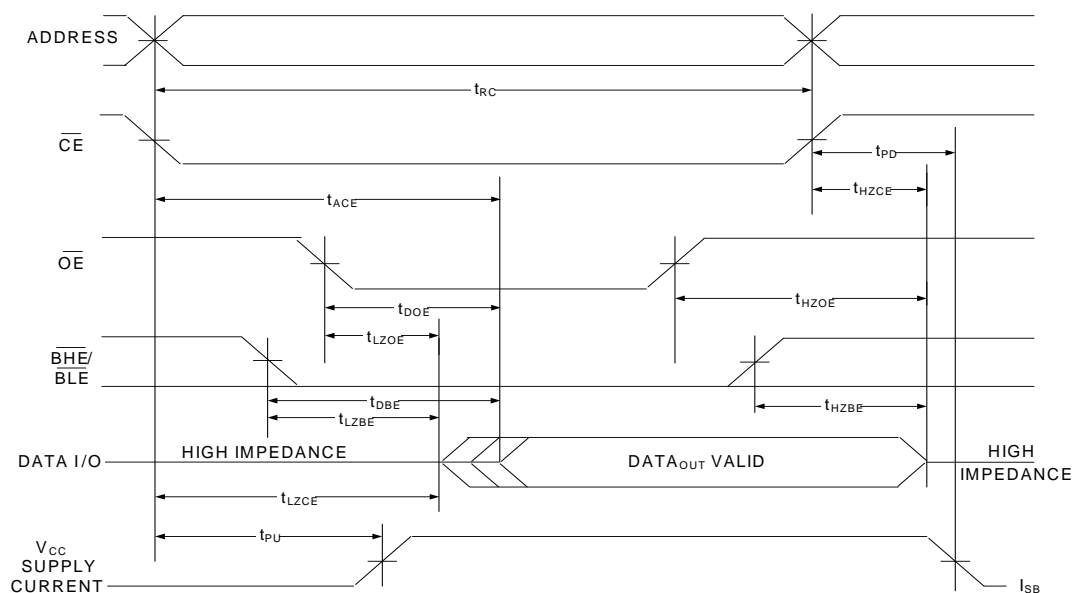 ADDRESS
tRC
CE
tPD
tHZCE
tACE
OE
tHZOE
tDOE
tLZOE
BHE/
BLE
tDBE
tHZBE
tLZBE
DATA I/O
HIGH IMPEDANCE
DATAOUT VALID
HIGH
IMPEDANCE
tLZCE
tPU
VCC
SUPPLY
CURRENT
ISB